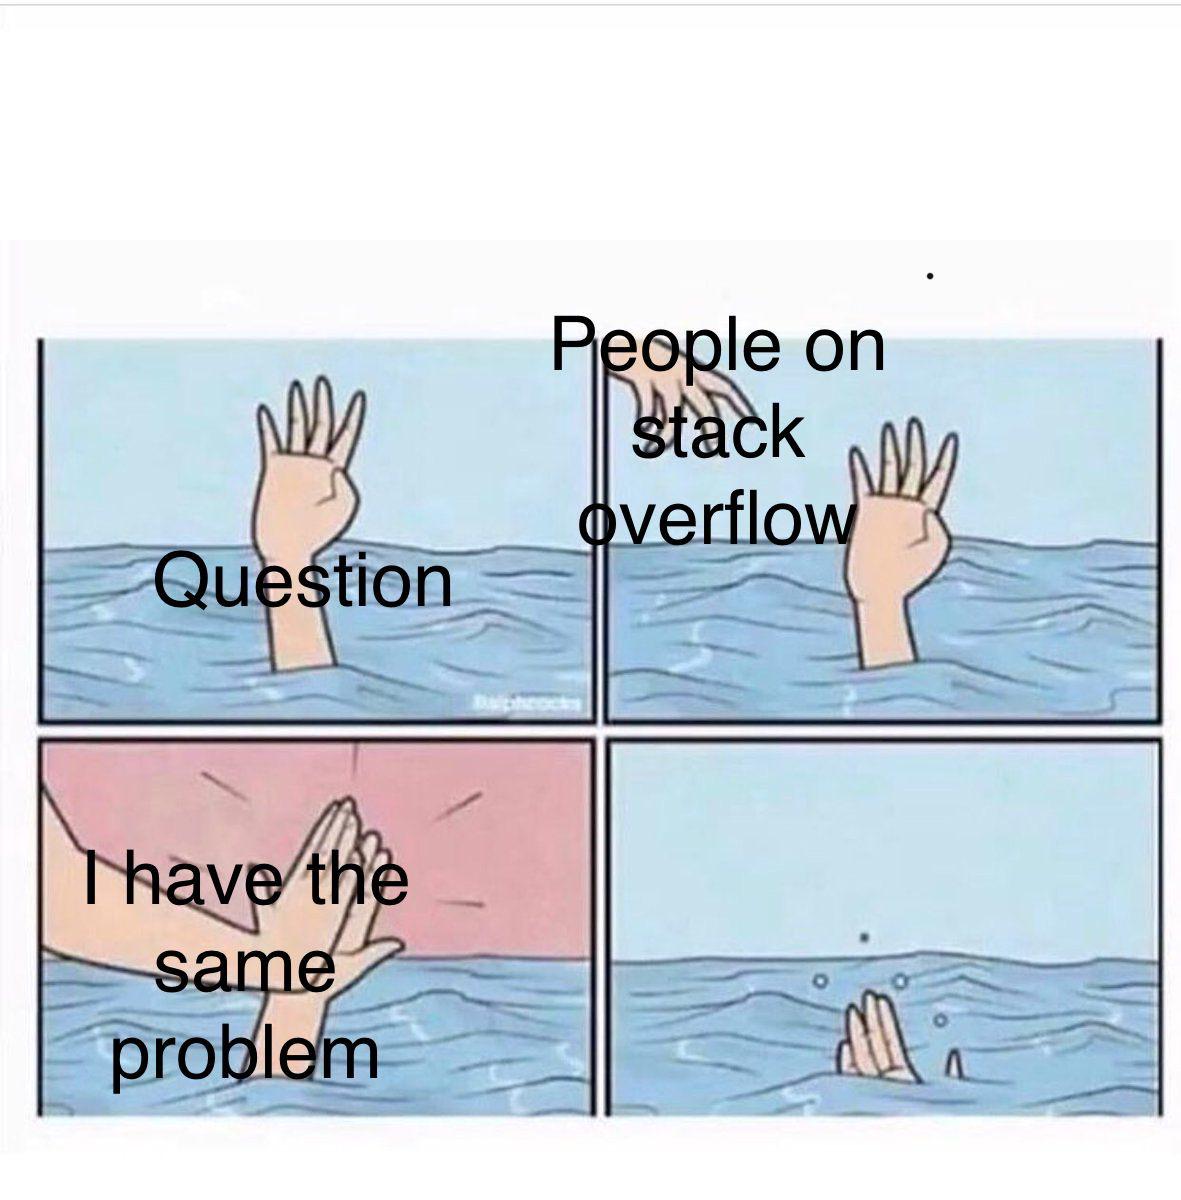 Question
People on
stack
overflow
I have the
same
problem